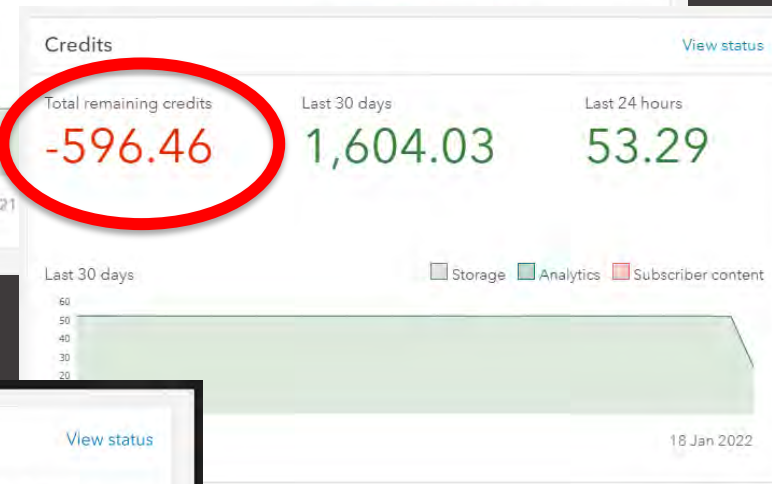 Credits View status
Total remaining credits Last 30 days Last 24 hours
-596.46 1,604.03 53.29
21
Last 30 days Storage Analytics Subscriber content
60
50
40
30
20
18 Jan 2022
View status